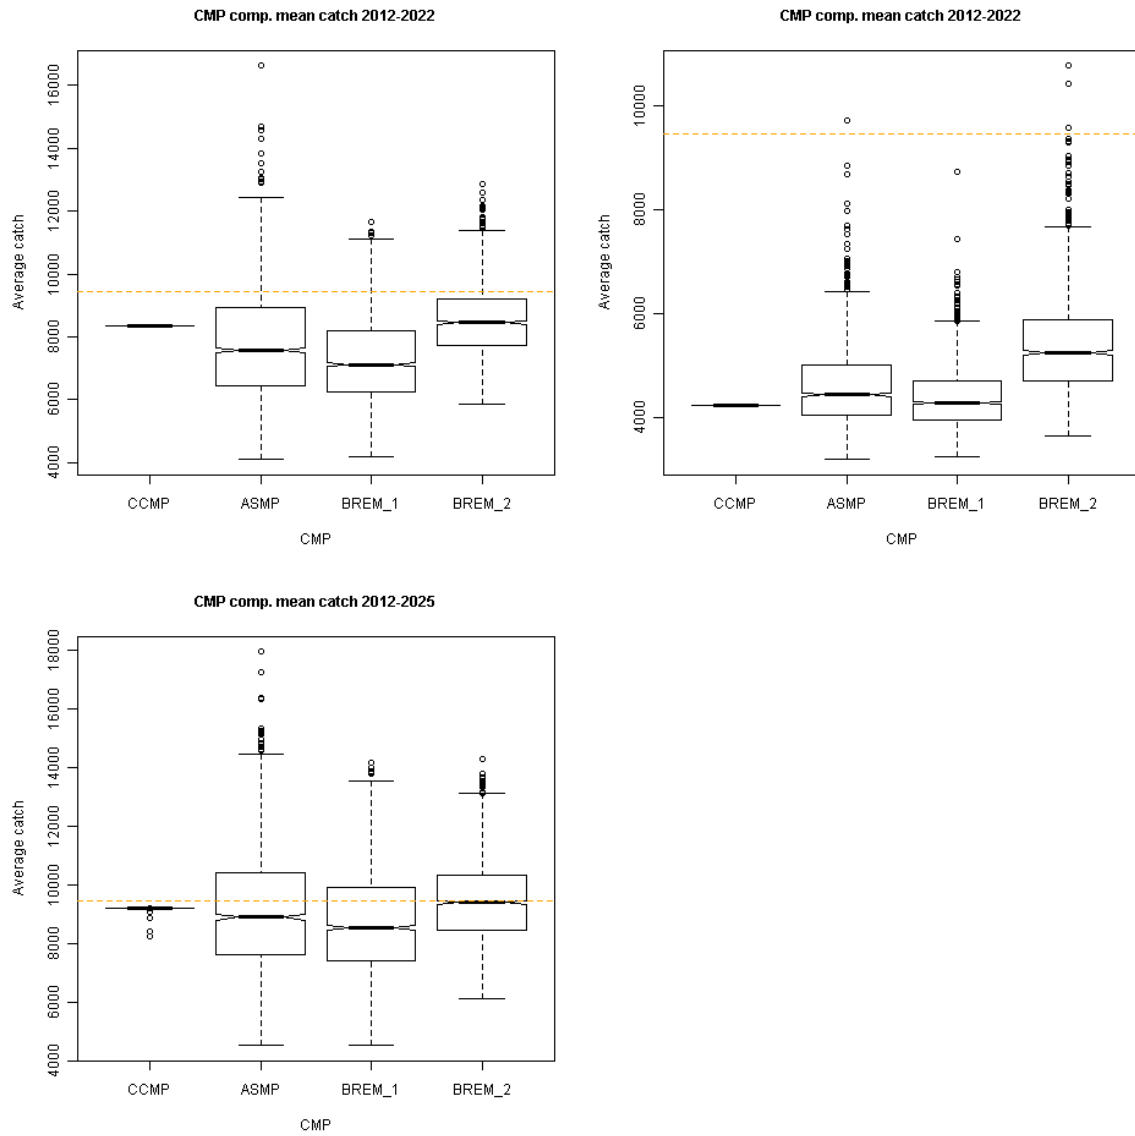 CMP comp. mean catch 2012-2022
16000
14000
12000
10000
8000
6000
4000
Average catch
CCMP ASMP BREM_1 BREM_2
CMP
CMP comp. mean catch 2012-2022
10000
8000
6000
4000
Average catch
CCMP ASMP BREM_1 BREM_2
CMP
CMP comp. mean catch 2012-2025
18000
16000
14000
12000
10000
8000
6000
4000
Average catch
CCMP ASMP BREM_1 BREM_2
CMP